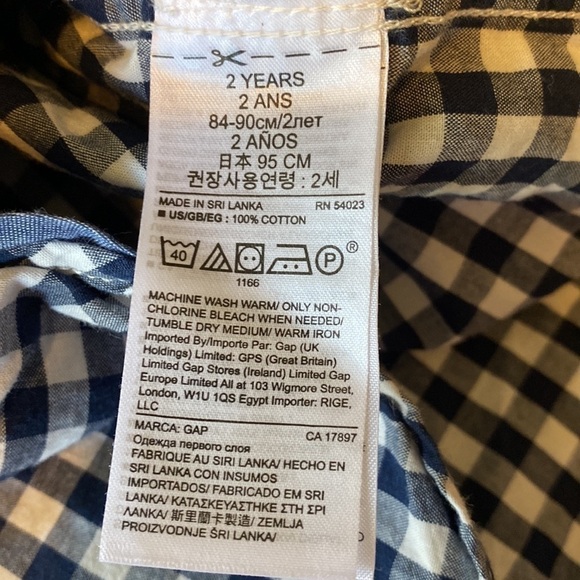 2 YEARS
2 ANS
84-90см/2лет
2 AÑOS
日本 95 CM
권장사용연령 : 2세
MADE IN SRI LANKA RN 54023
■ US/GB/EG : 100% COTTON
40 P ®
1166
MACHINE WASH WARM/ ONLY NON-
CHLORINE BLEACH WHEN NEEDED/
TUMBLE DRY MEDIUM/ WARM IRON
Imported By/Importe Par: Gap (UK
Holdings) Limited: GPS (Great Britain)
Limited Gap Stores (Ireland) Limited Gap
Europe Limited All at 103 Wigmore Street,
London, W1U 1QS Egypt Importer: RIGE,
LLC
MARCA: GAP CA 17897
Одежда первого слоя
FABRIQUE AU SIRI LANKA/ HECHO EN
SRI LANKA CON INSUMOS
IMPORTADOS/ FABRICADO EM SRI
LANKA/ ΚΑΤΑΣΚΕΥΑΣΤΗΚΕ ΣΤΗ ΣΡΙ
ΛΑΝΚΑ/ 斯里蘭卡製造/ ZEMLJA
PROIZVODNJE ŠRI LANKA/